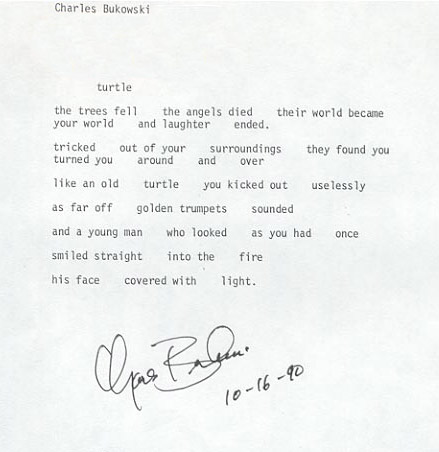 Charles Bukowski
turtle
the trees fell    the angels died    their world became
your world    and laughter    ended.
tricked    out of your    surroundings    they found you
turned you    around    and    over
like an old    turtle    you kicked out    uselessly
as far off    golden trumpets    sounded
and a young man    who looked    as you had    once
smiled straight    into the    fire
his face    covered with    light.
10-16-90